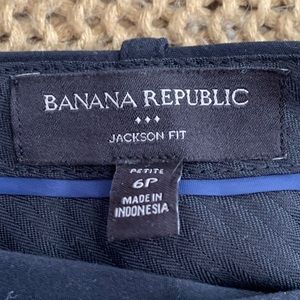 BANANA REPUBLIC
JACKSON FIT
PETITE
6P
MADE IN
INDONESIA